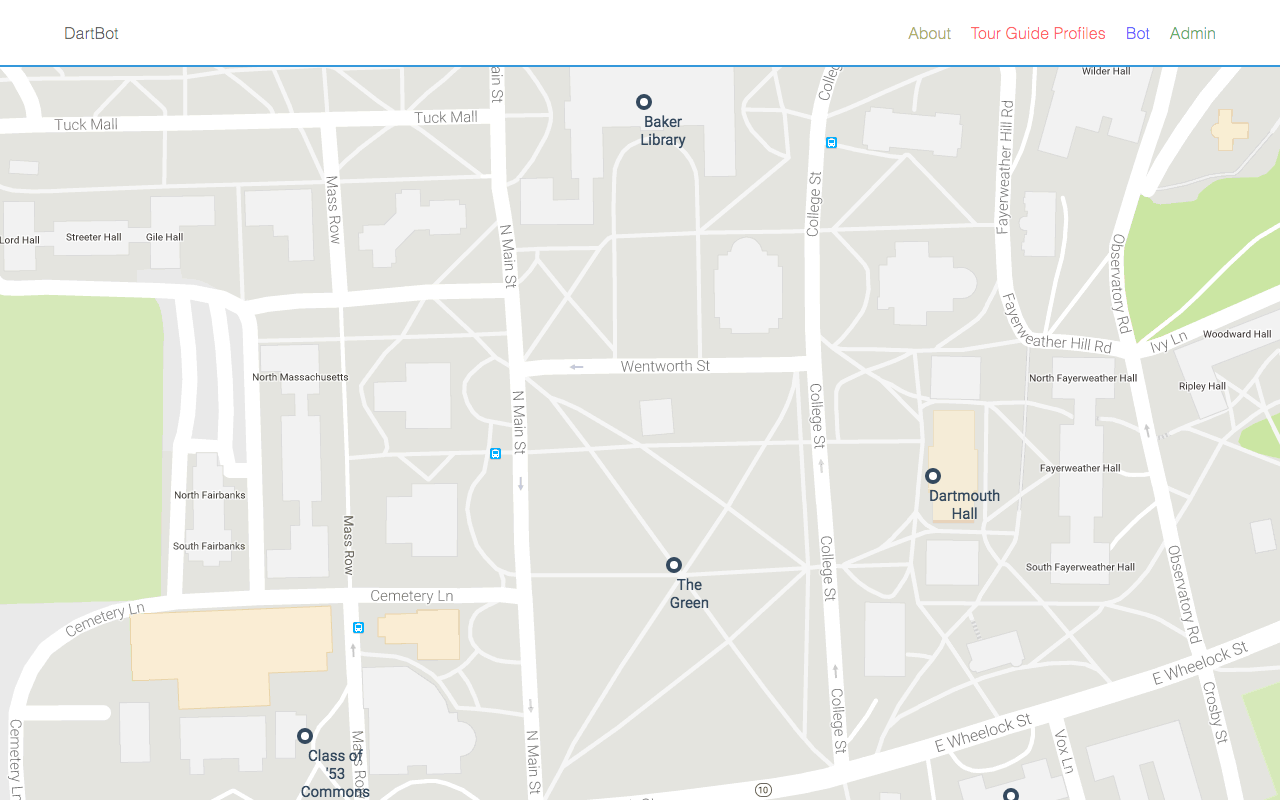 DartBot
About
Tour Guide Profiles
Bot
Admin
ain St
Colleg
Wilder Hall
Baker
Library
Tuck Mall
Tuck Mall
Mass Row
College St
Fayerweather Hill Rd
Lord Hall
Streeter Hall
Gile Hall
N Main St
Observatory Rd
Fayerweather Hill Rd
Ivy Ln
Woodward Hall
Wentworth St
North Massachusetts
North Fayerweather Hall
Ripley Hall
N Main St
College St
Fayerweather Hall
North Fairbanks
Dartmouth
Hall
South Fairbanks
Mass Row
College St
South Fayerweather Hall
Observatory Rd
The
Green
Cemetery Ln
Cemetery Ln
E Wheelock St
Crosby St
College St
E Wheelock St
Cemetery Ln
Class of
'53
Commons
Mass Ro
N Main St
Vox Ln
10